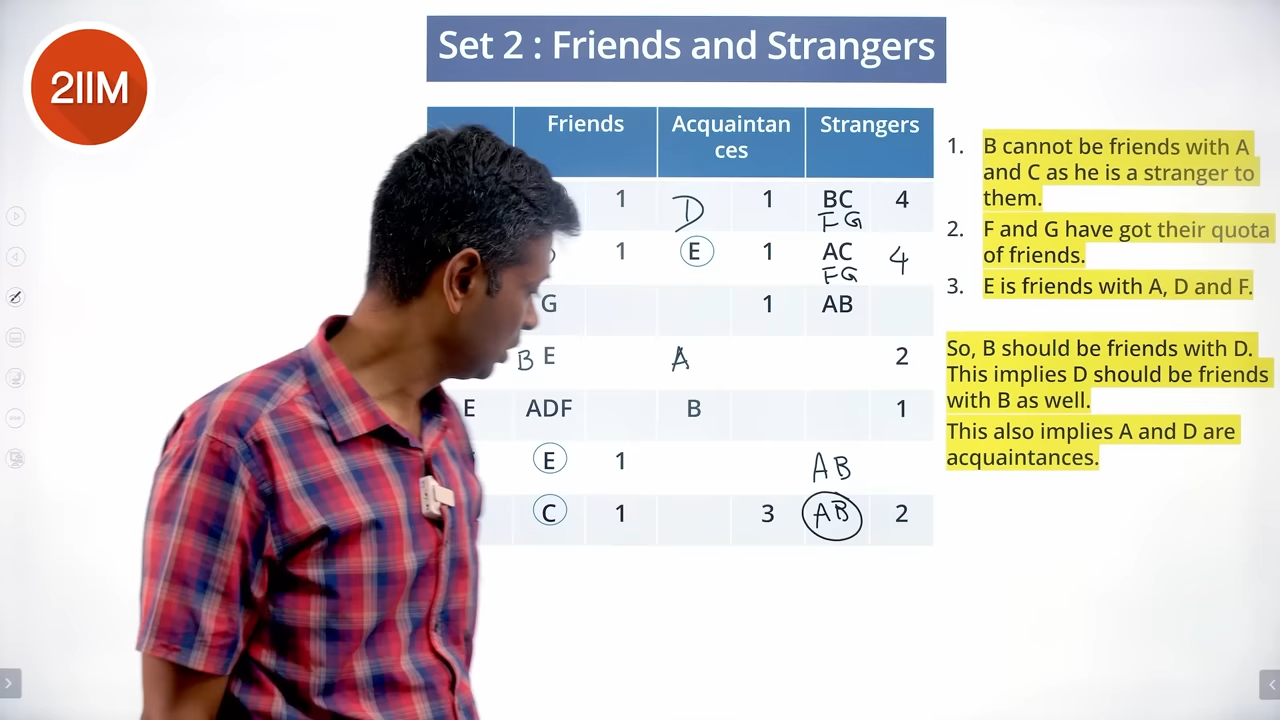 2IIM
Set 2 : Friends and Strangers
Friends Acquaintan Strangers
ces
1 D 1 BC 4
FG
1 E 1 AC 4
FG
G 1 AB
B E A 2
E ADF B 1
E 1 AB
C 1 3 AB 2
1. B cannot be friends with A
and C as he is a stranger to
them.
2. F and G have got their quota
of friends.
3. E is friends with A, D and F.
So, B should be friends with D.
This implies D should be friends
with B as well.
This also implies A and D are
acquaintances.